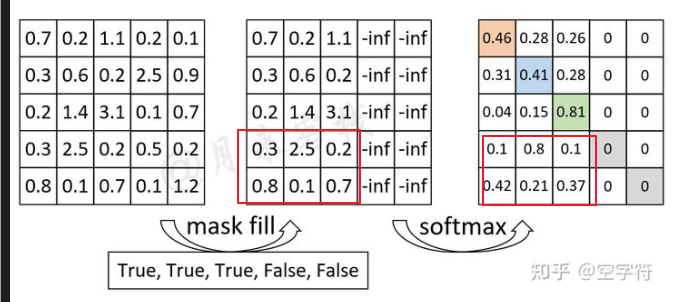 0.7 0.2 1.1 0.2 0.1 0.7 0.2 1.1 -inf -inf 0.46 0.28 0.26 0 0
0.3 0.6 0.2 2.5 0.9 0.3 0.6 0.2 -inf -inf 0.31 0.41 0.28 0 0
0.2 1.4 3.1 0.1 0.7 0.2 1.4 3.1 -inf -inf 0.04 0.15 0.81 0 0
0.3 2.5 0.2 0.5 0.2 0.3 2.5 0.2 -inf -inf 0.1 0.8 0.1 0 0
0.8 0.1 0.7 0.1 1.2 0.8 0.1 0.7 -inf -inf 0.42 0.21 0.37 0 0
mask fill softmax
True, True, True, False, False
知乎 @空字符